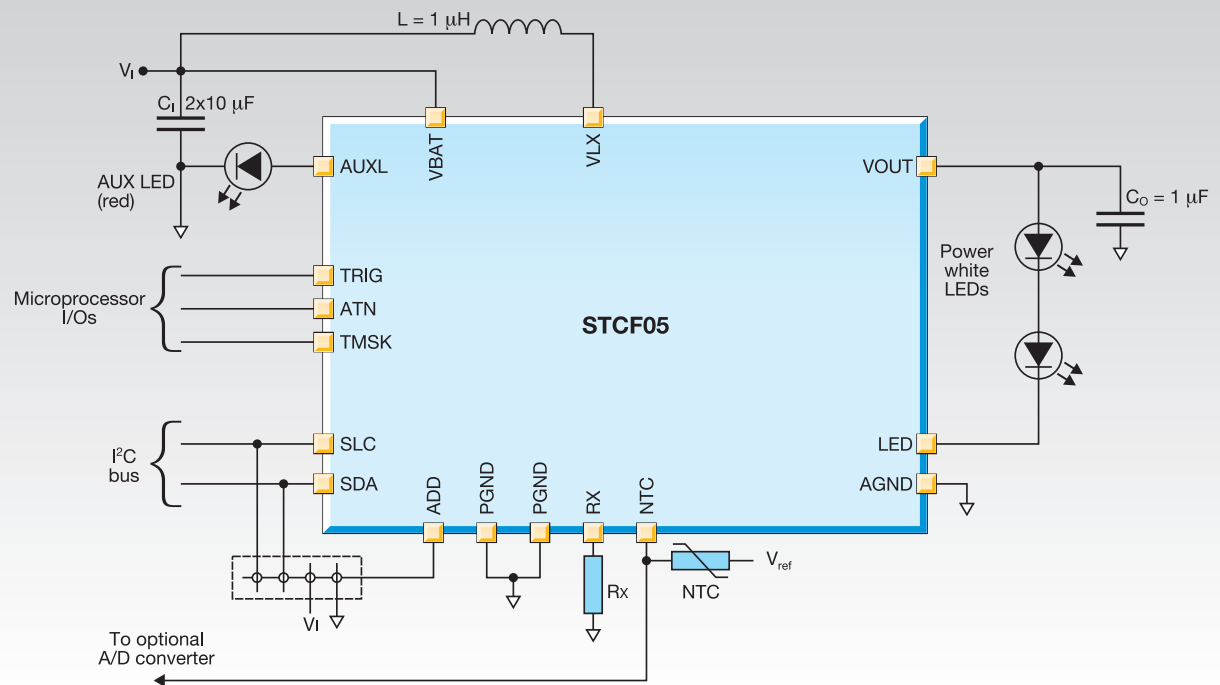 L = 1 μH
VI
CI 2x10 μF
AUX LED
(red)
VBAT
VLX
AUXL
VOUT
CO = 1 μF
Power
white
LEDs
Microprocessor
I/Os
TRIG
ATN
TMSK
STCF05
I²C
bus
SLC
SDA
LED
AGND
ADD
PGND
PGND
RX
NTC
VI
Rx
NTC
Vref
To optional
A/D converter